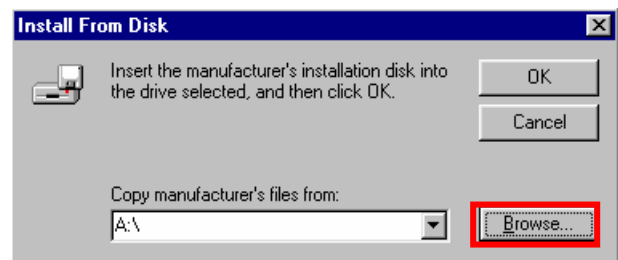 Install From Disk
Insert the manufacturer's installation disk into
the drive selected, and then click OK.
OK
Cancel
Copy manufacturer's files from:
A:\
Browse...